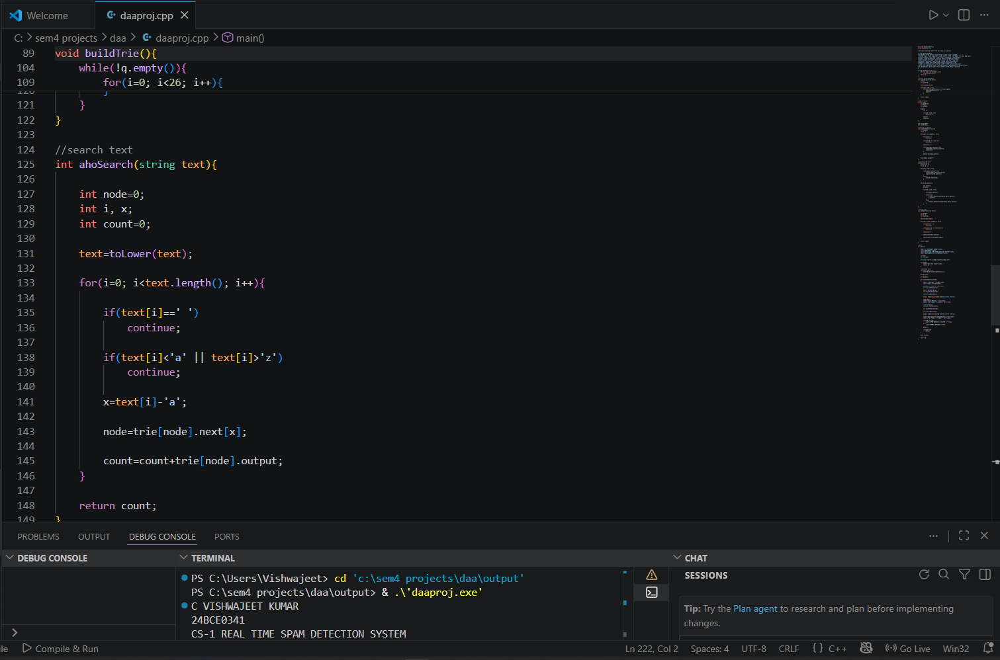 Welcome
daaproj.cpp
C: > sem4 projects > daa > daaproj.cpp > main()
89 void buildTrie(){
104 while(!q.empty()){
109 for(i=0; i<26; i++){
120 }
121 }
122 }
123
124 //search text
125 int ahoSearch(string text){
126
127 int node=0;
128 int i, x;
129 int count=0;
130
131 text=toLower(text);
132
133 for(i=0; i<text.length(); i++){
134
135 if(text[i]==' ')
136 continue;
137
138 if(text[i]<'a' || text[i]>'z')
139 continue;
140
141 x=text[i]-'a';
142
143 node=trie[node].next[x];
144
145 count=count+trie[node].output;
146 }
147
148 return count;
149 }
PROBLEMS OUTPUT DEBUG CONSOLE PORTS
DEBUG CONSOLE
TERMINAL
PS C:\Users\Vishwajeet> cd 'c:\sem4 projects\daa\output'
PS C:\sem4 projects\daa\output> & .\'daaproj.exe'
C VISHWAJEET KUMAR
24BCE0341
CS-1 REAL TIME SPAM DETECTION SYSTEM
CHAT
SESSIONS
Tip: Try the Plan agent to research and plan before implementing
changes.
le Compile & Run Ln 222, Col 2 Spaces: 4 UTF-8 CRLF {} C++ Go Live Win32